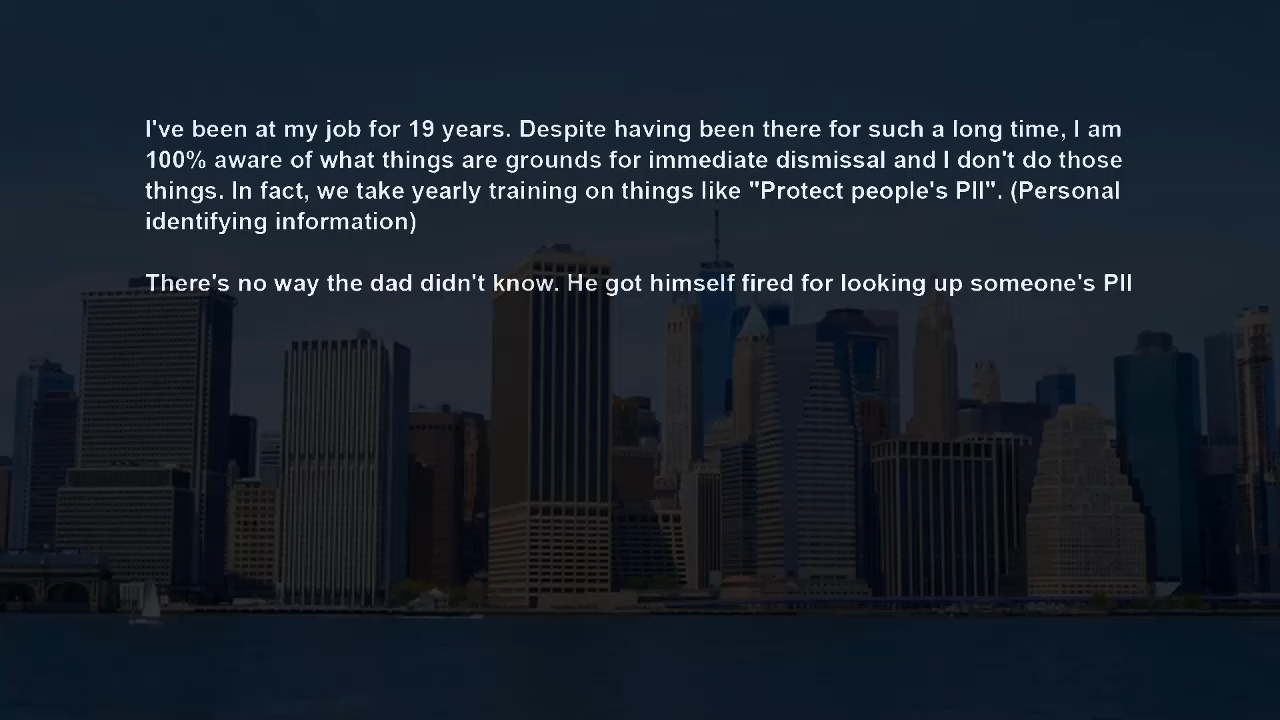 I've been at my job for 19 years. Despite having been there for such a long time, I am
100% aware of what things are grounds for immediate dismissal and I don't do those
things. In fact, we take yearly training on things like "Protect people's PII". (Personal
identifying information)
There's no way the dad didn't know. He got himself fired for looking up someone's PII